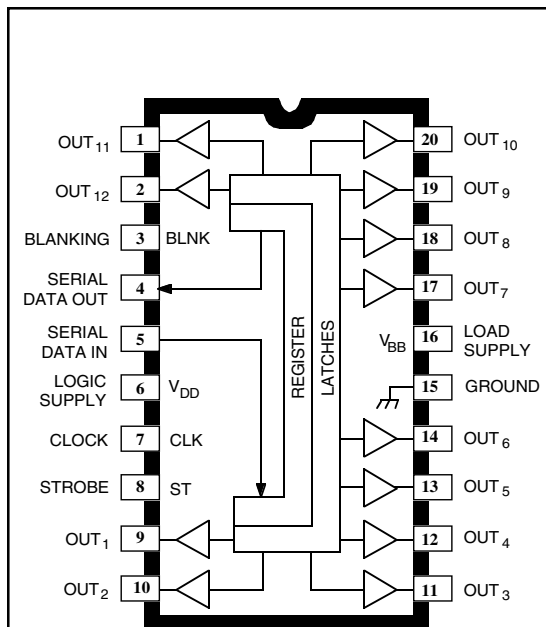 OUT11 1 20 OUT10
OUT12 2 19 OUT9
BLANKING 3 BLNK 18 OUT8
SERIAL DATA OUT 4 17 OUT7
SERIAL DATA IN 5 VBB 16 LOAD SUPPLY
LOGIC SUPPLY 6 VDD 15 GROUND
CLOCK 7 CLK 14 OUT6
STROBE 8 ST 13 OUT5
OUT1 9 12 OUT4
OUT2 10 11 OUT3
REGISTER
LATCHES